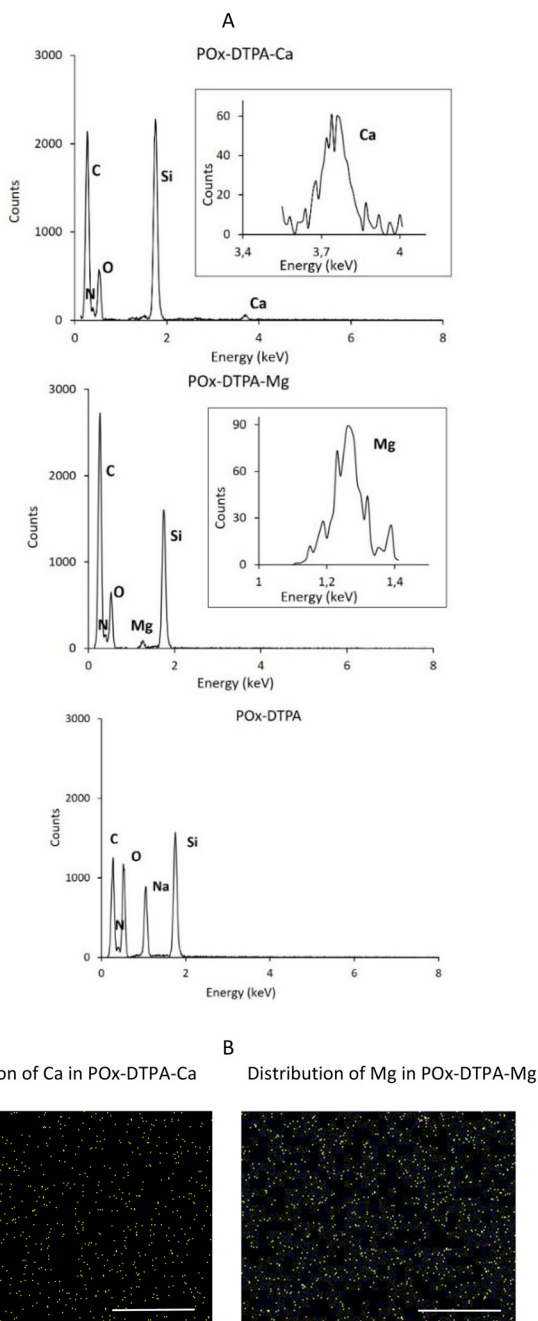 A
POx-DTPA-Ca
3000
2000
1000
0
Counts
C
N
O
Si
Ca
0 2 4 6 8
Energy (keV)
60
40
20
0
Counts
Ca
3,4 3,7 4
Energy (keV)
POx-DTPA-Mg
3000
2000
1000
0
Counts
C
N
O
Mg
Si
0 2 4 6 8
Energy (keV)
90
60
30
0
Counts
Mg
1 1,2 1,4
Energy (keV)
POx-DTPA
3000
2000
1000
0
Counts
C
N
O
Na
Si
0 2 4 6 8
Energy (keV)
B
on of Ca in POx-DTPA-Ca
Distribution of Mg in POx-DTPA-Mg